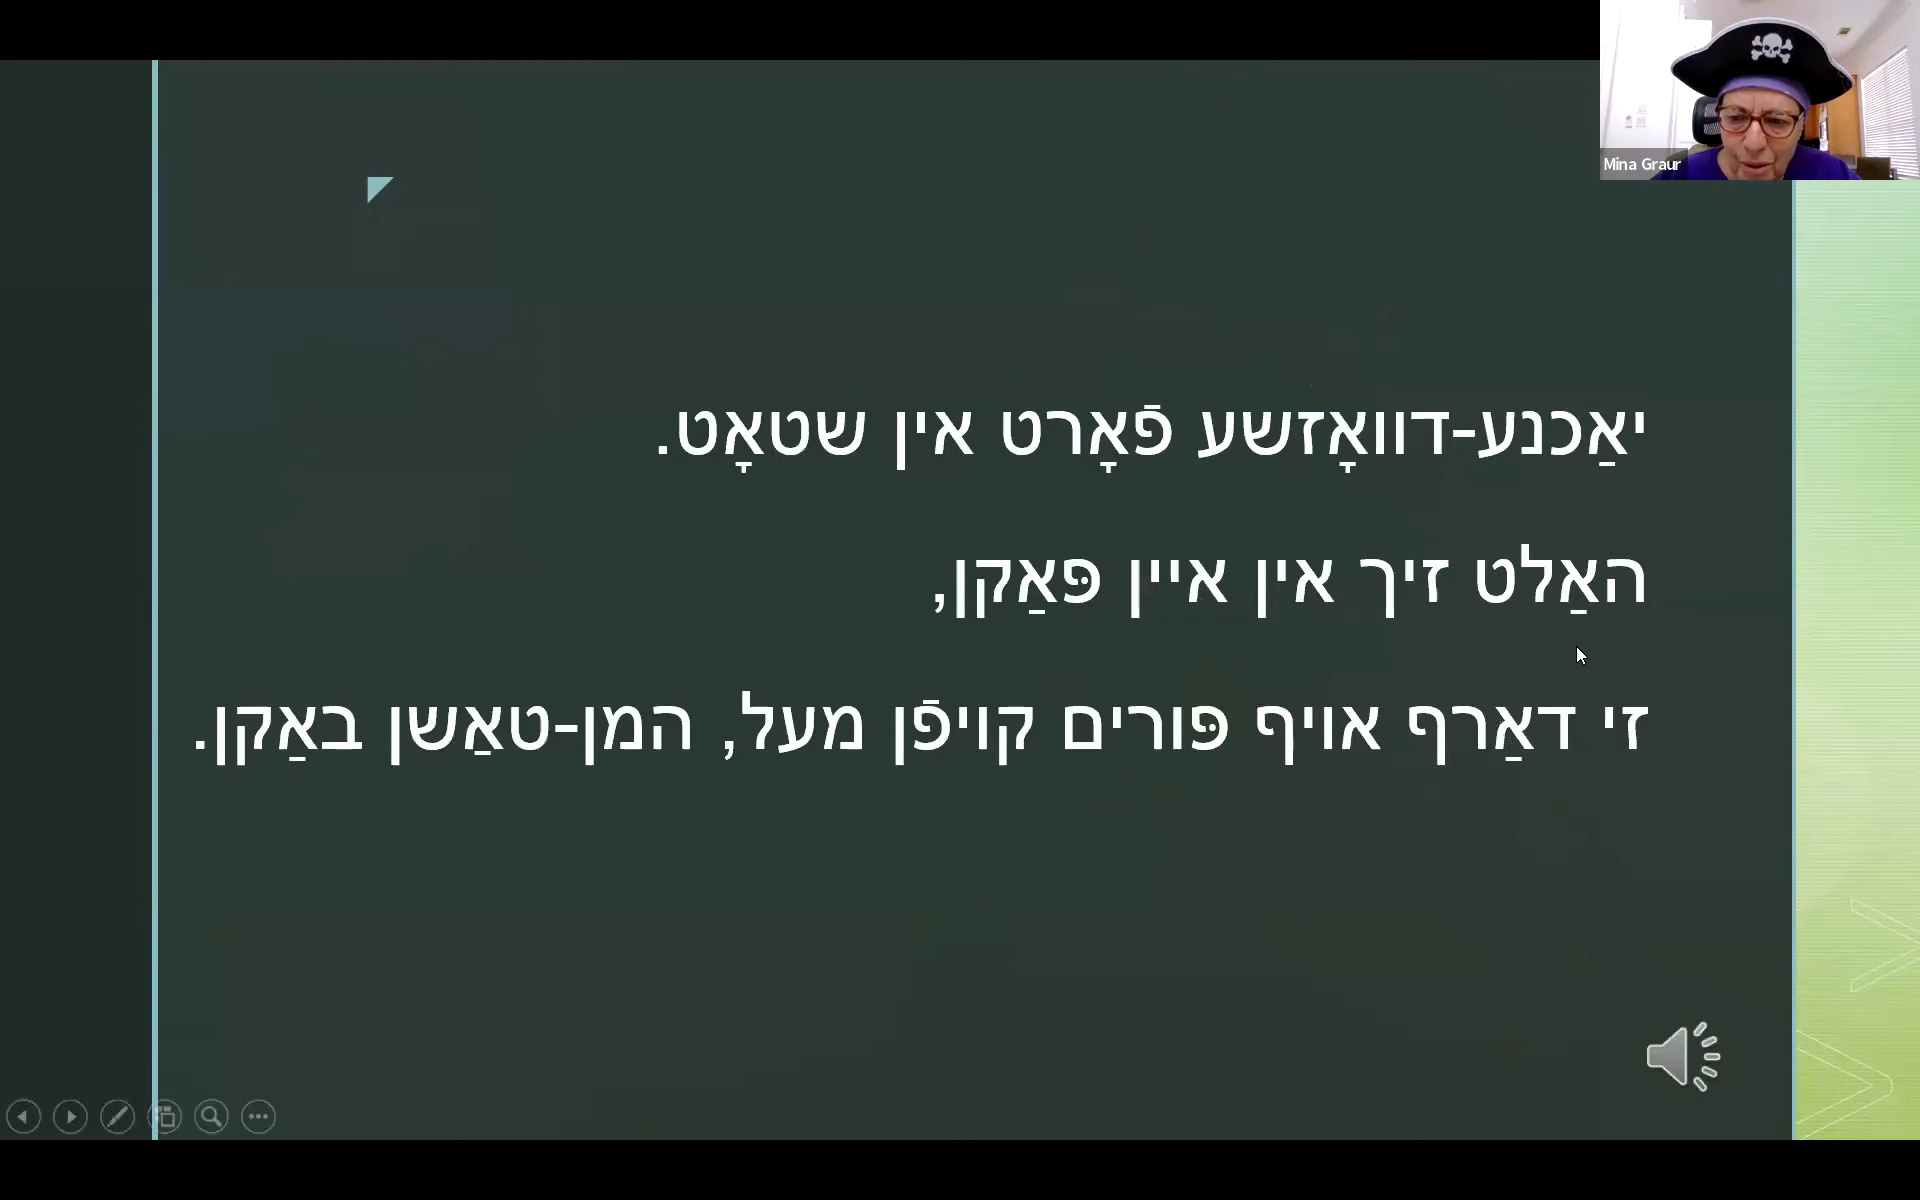 Mina Graur
יאַכנע-דוואָזשע פֿאָרט אין שטאָט.
האַלט זיך אין איין פּאַקן,
זי דאַרף אויף פּורים קויפֿן מעל, המן-טאַשן באַקן.